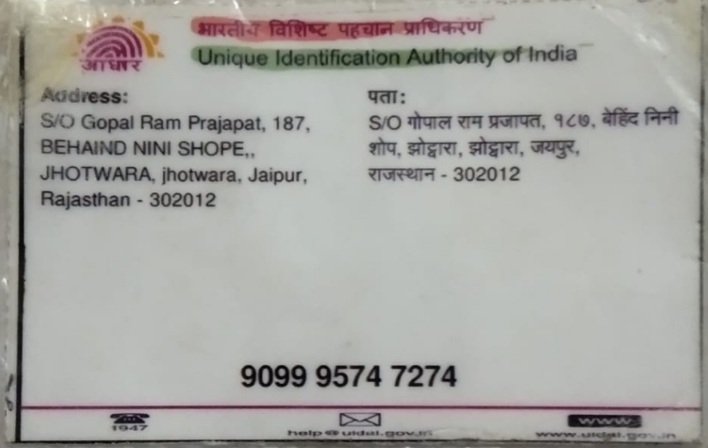 भारतीय विशिष्ट पहचान प्राधिकरण
Unique Identification Authority of India
आधार
Address:
S/O Gopal Ram Prajapat, 187,
BEHAIND NINI SHOPE,,
JHOTWARA, jhotwara, Jaipur,
Rajasthan - 302012
पता:
S/O गोपाल राम प्रजापत, १८७, बेहिंद निनी
शोप, झोट्वारा, झोट्वारा, जयपुर,
राजस्थान - 302012
9099 9574 7274
1947
help@uidai.gov.in
www
www.uidai.gov.in